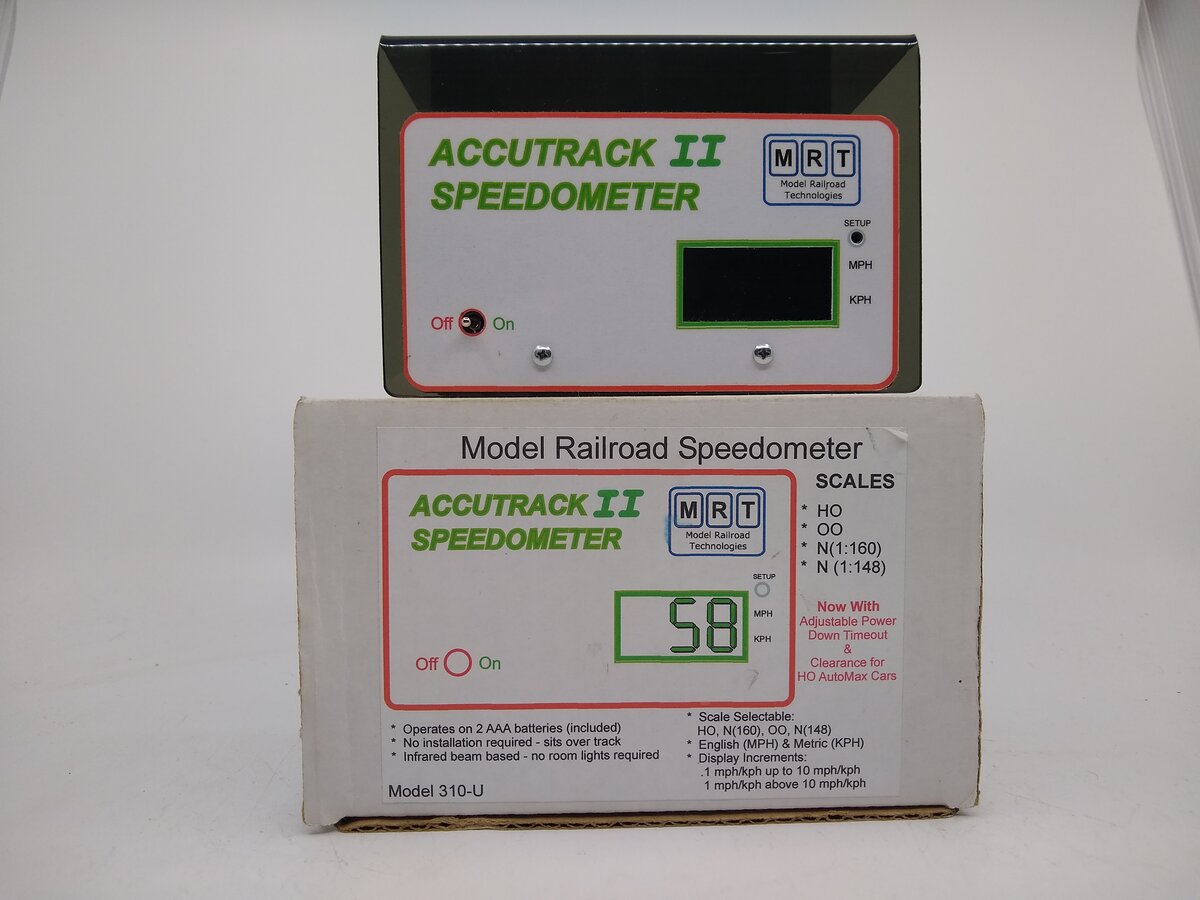 ACCUTRACK II
SPEEDOMETER
MRT
Model Railroad
Technologies
SETUP
MPH
KPH
Off On
Model Railroad Speedometer
ACCUTRACK II
SPEEDOMETER
MRT
Model Railroad
Technologies
SETUP
58
MPH
KPH
Off On
SCALES
* HO
* OO
* N(1:160)
* N (1:148)
Now With
Adjustable Power
Down Timeout
&
Clearance for
HO AutoMax Cars
* Operates on 2 AAA batteries (included)
* No installation required - sits over track
* Infrared beam based - no room lights required
* Scale Selectable:
HO, N(160), OO, N(148)
* English (MPH) & Metric (KPH)
* Display Increments:
.1 mph/kph up to 10 mph/kph
1 mph/kph above 10 mph/kph
Model 310-U